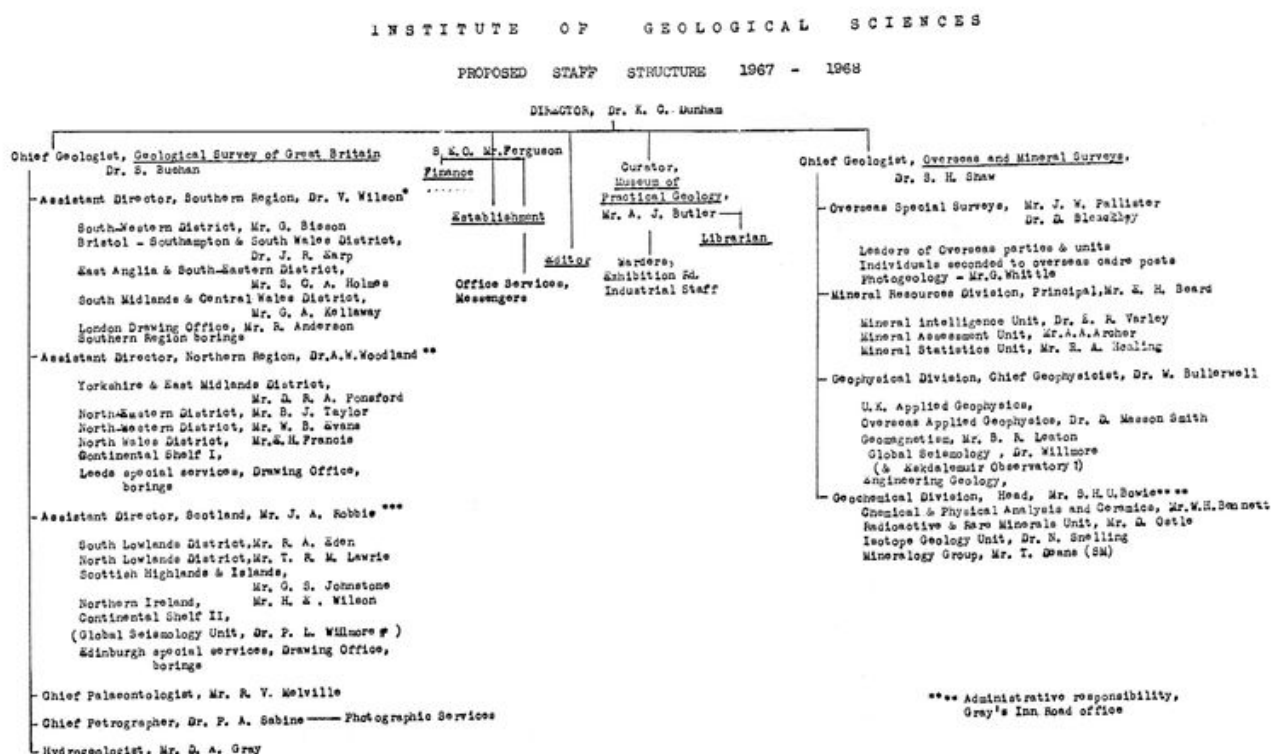 INSTITUTE OF GEOLOGICAL SCIENCES
PROPOSED STAFF STRUCTURE 1967 - 1968
DIRECTOR, Dr. K. C. Dunham
Chief Geologist, Geological Survey of Great Britain
Dr. S. Buchan
Assistant Director, Southern Region, Dr. V. Wilson*
South-Western District, Mr. G. Bisson
Bristol - Southampton & South Wales District,
Dr. J. R. Earp
East Anglia & South-Eastern District,
Mr. S. C. A. Holmes
South Midlands & Central Wales District,
Mr. G. A. Kellaway
London Drawing Office, Mr. R. Anderson
Southern Region borings
Assistant Director, Northern Region, Dr.A.W.Woodland **
Yorkshire & East Midlands District,
Mr. D. R. A. Ponsford
North-Eastern District, Mr. B. J. Taylor
North-Western District, Mr. W. B. Evans
North Wales District, Mr.E.H.Francis
Continental Shelf I,
Leeds special services, Drawing Office,
borings
Assistant Director, Scotland, Mr. J. A. Robbie ***
South Lowlands District,Mr. R. A. Eden
North Lowlands District,Mr. T. R. M. Lawrie
Scottish Highlands & Islands,
Mr. G. S. Johnstone
Northern Ireland, Mr. H. E. Wilson
Continental Shelf II,
(Global Seismology Unit, Dr. P. L. Willmore )
Edinburgh special services, Drawing Office,
borings
Chief Palaeontologist, Mr. R. V. Melville
Chief Petrographer, Dr. P. A. Sabine Photographic Services
Hydrogeologist, Mr. D. A. Gray
S.E.O. Mr.Ferguson
Finance
Establishment
Office Services,
Messengers
Editor
Curator,
Museum of
Practical Geology,
Mr. A. J. Butler
Librarian
Warders,
Exhibition Rd.
Industrial Staff
Chief Geologist, Overseas and Mineral Surveys,
Dr. S. H. Shaw
Overseas Special Surveys, Mr. J. W. Pallister
Dr. D. Bleackley
Leaders of Overseas parties & units
Individuals seconded to overseas cadre posts
Photogeology - Mr.G.Whittle
Mineral Resources Division, Principal,Mr. E. H. Beard
Mineral intelligence Unit, Dr. E. R. Varley
Mineral Assessment Unit, Mr.A.A.Archer
Mineral Statistics Unit, Mr. R. A. Healing
Geophysical Division, Chief Geophysicist, Dr. W. Bullerwell
U.K. Applied Geophysics,
Overseas Applied Geophysics, Dr. D. Masson Smith
Geomagnetism, Mr. B. R. Leaton
Global Seismology , Dr. Willmore
(& Eskdalemuir Observatory?)
Engineering Geology,
Geochemical Division, Head, Mr. S.H.U.Bowie****
Chemical & Physical Analysis and Ceramics, Mr.W.H.Bennett
Radioactive & Rare Minerals Unit, Mr. D. Ostle
Isotope Geology Unit, Dr. N. Snelling
Mineralogy Group, Mr. T. Deans (SM)
**** Administrative responsibility,
Gray's Inn Road office